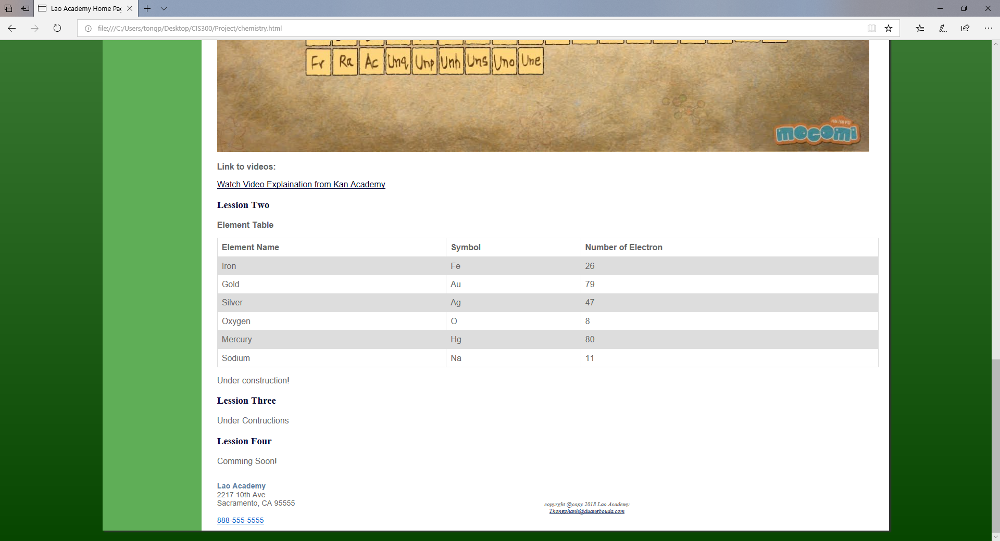 Lao Academy Home Pag
file:///C:/Users/tongp/Desktop/CIS300/Project/chemistry.html
Fr Ra Ac Unq Unp Unh Uns Uno Une
FUN FOR ME!
mocomi
Link to videos:
Watch Video Explaination from Kan Academy
Lession Two
Element Table
Element Name Symbol Number of Electron
Iron Fe 26
Gold Au 79
Silver Ag 47
Oxygen O 8
Mercury Hg 80
Sodium Na 11
Under construction!
Lession Three
Under Contructions
Lession Four
Comming Soon!
Lao Academy
2217 10th Ave
Sacramento, CA 95555
888-555-5555
copyrght @copy 2018 Lao Academy
Thongphanh@duangbouda.com